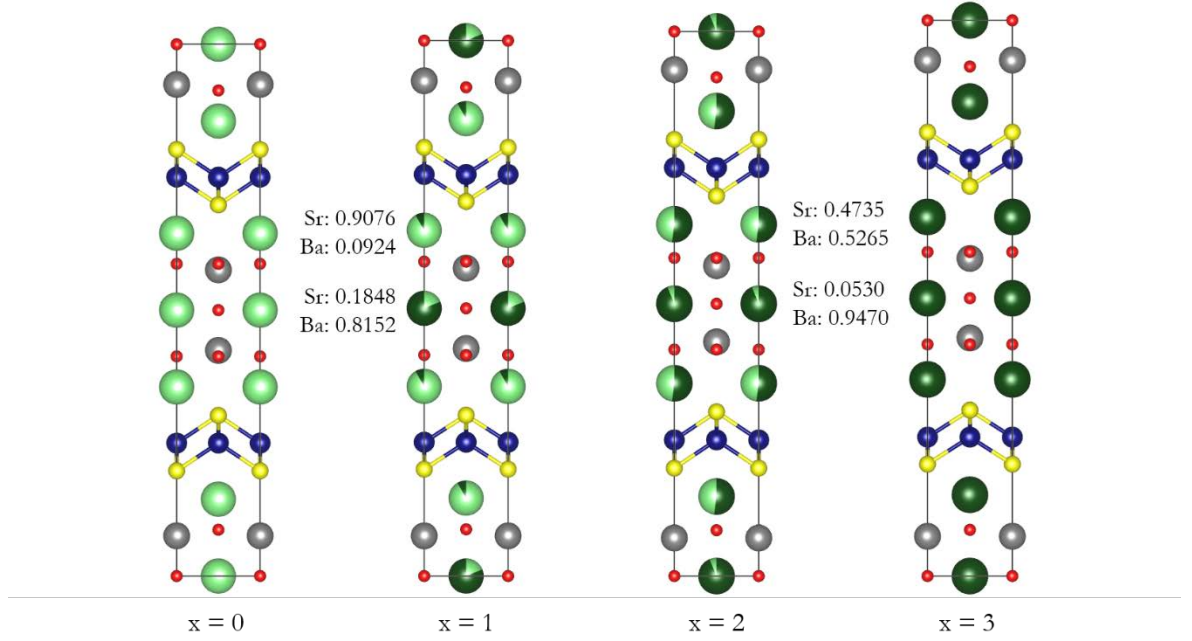 Sr: 0.9076
Ba: 0.0924
Sr: 0.1848
Ba: 0.8152
Sr: 0.4735
Ba: 0.5265
Sr: 0.0530
Ba: 0.9470
x = 0
x = 1
x = 2
x = 3